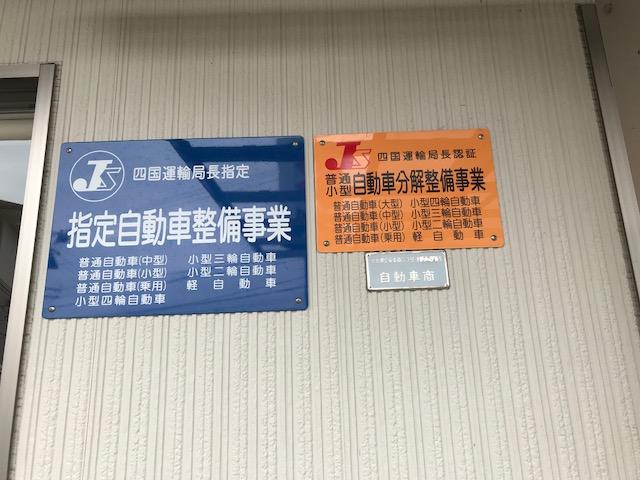 JS 四国運輸局長指定
指定自動車整備事業
普通自動車(中型) 小型三輪自動車
普通自動車(小型) 小型二輪自動車
普通自動車(乗用) 軽自動車
小型四輪自動車
JS 四国運輸局長認証
普通 小型 自動車分解整備事業
普通自動車(大型) 小型四輪自動車
普通自動車(中型) 小型三輪自動車
普通自動車(小型) 小型二輪自動車
普通自動車(乗用) 軽自動車
自動車商